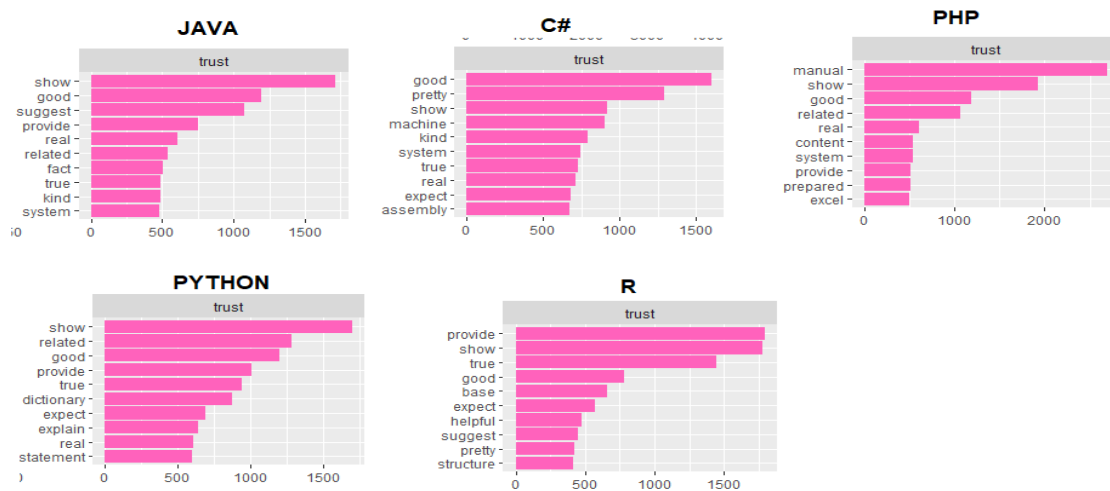 JAVA
trust
show
good
suggest
provide
real
related
fact
true
kind
system
0 500 1000 1500
C#
trust
good
pretty
show
machine
kind
system
true
real
expect
assembly
0 500 1000 1500
PHP
trust
manual
show
good
related
real
content
system
provide
prepared
excel
0 1000 2000
PYTHON
trust
show
related
good
provide
true
dictionary
expect
explain
real
statement
0 500 1000 1500
R
trust
provide
show
true
good
base
expect
helpful
suggest
pretty
structure
0 500 1000 1500